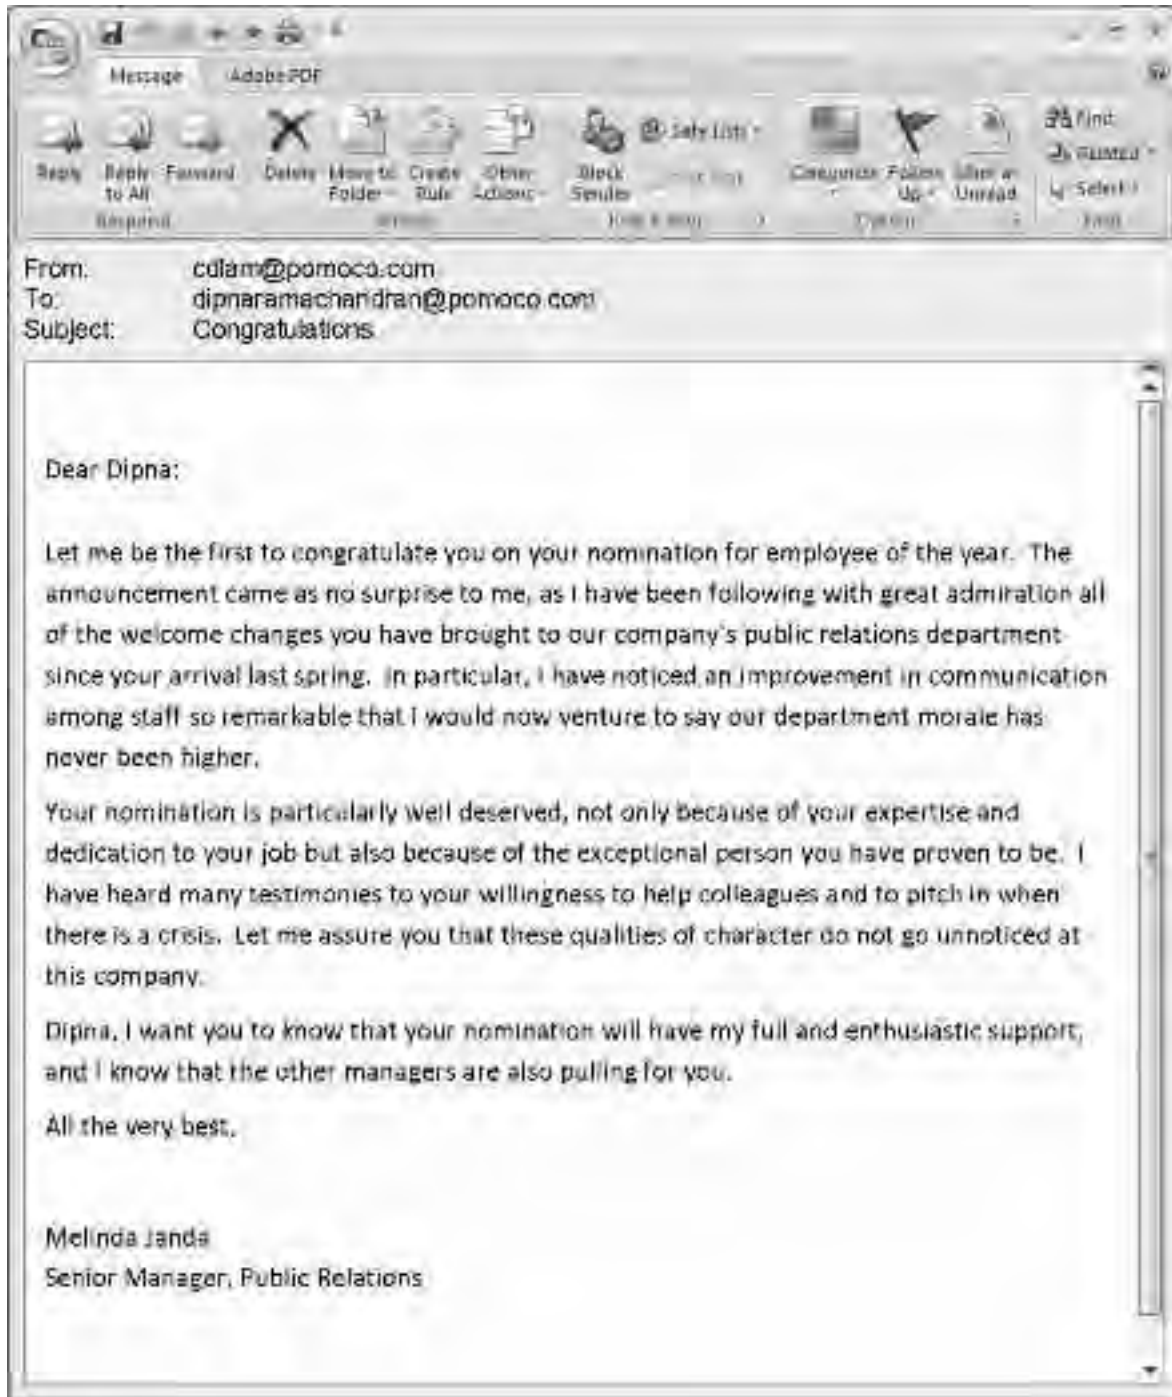 Message Adobe PDF
Reply Reply to All Forward Delete Move to Folder Create Rule Other Actions Block Sender Safe Lists Follow Up Unread Find Related Select
Respond
From: cdlam@pomoco.com
To: dipnaramachandran@pomoco.com
Subject: Congratulations
Dear Dipna:
Let me be the first to congratulate you on your nomination for employee of the year. The
announcement came as no surprise to me, as I have been following with great admiration all
of the welcome changes you have brought to our company's public relations department
since your arrival last spring. In particular, I have noticed an improvement in communication
among staff so remarkable that I would now venture to say our department morale has
never been higher.
Your nomination is particularly well deserved, not only because of your expertise and
dedication to your job but also because of the exceptional person you have proven to be. I
have heard many testimonies to your willingness to help colleagues and to pitch in when
there is a crisis. Let me assure you that these qualities of character do not go unnoticed at
this company.
Dipna, I want you to know that your nomination will have my full and enthusiastic support,
and I know that the other managers are also pulling for you.
All the very best,
Melinda Janda
Senior Manager, Public Relations